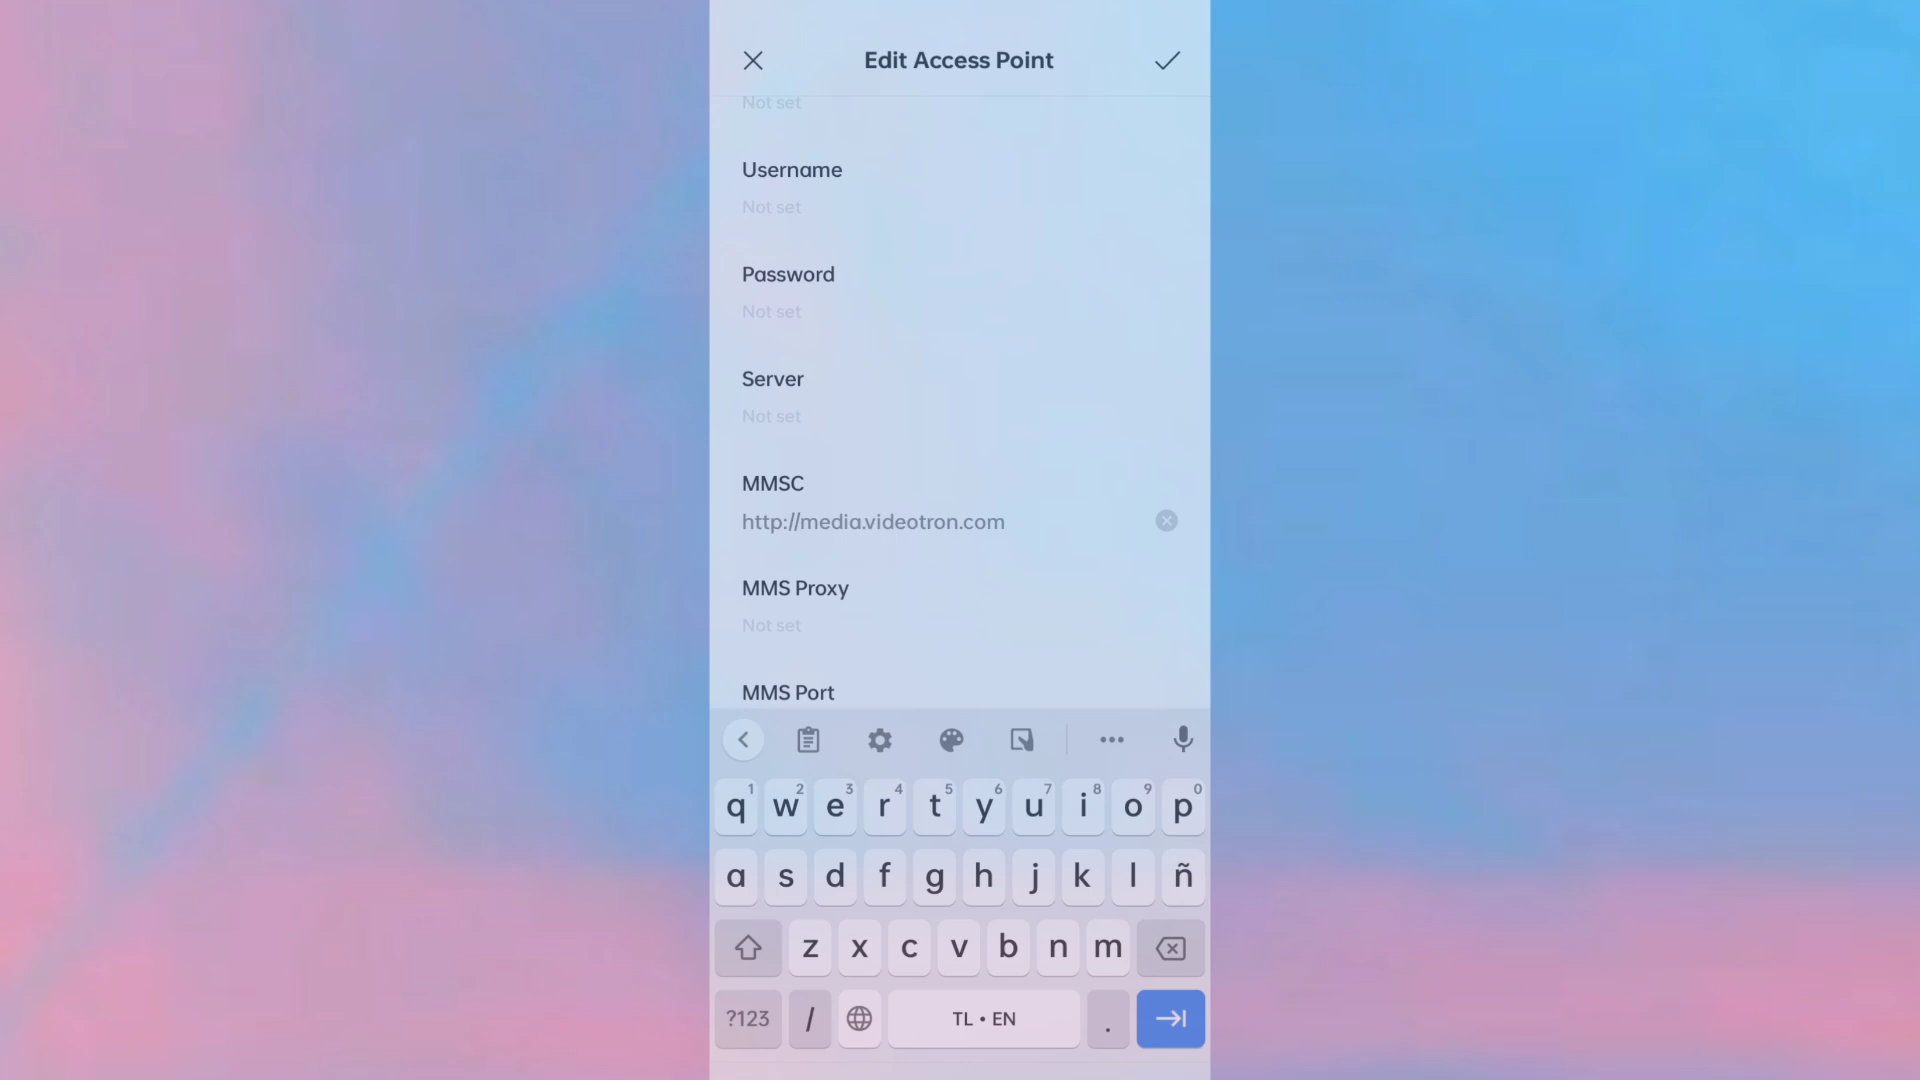 Edit Access Point
Not set
Username
Not set
Password
Not set
Server
Not set
MMSC
http://media.videotron.com
MMS Proxy
Not set
MMS Port
1 2 3 4 5 6 7 8 9 0
q w e r t y u i o p
a s d f g h j k l ñ
z x c v b n m
?123 / TL • EN .